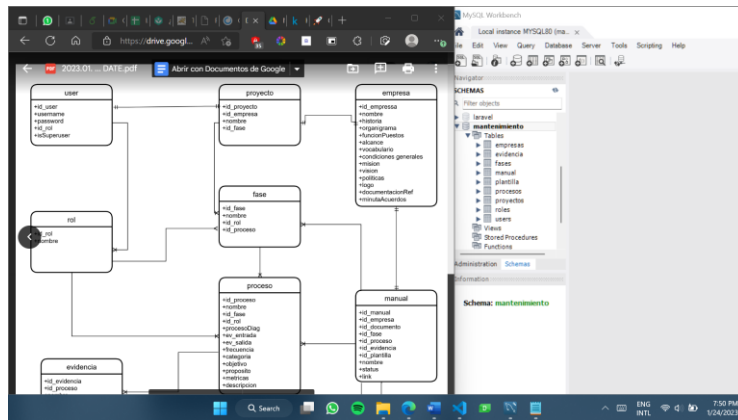 https://drive.googl...
2023.01. ... DATE.pdf
Abrir con Documentos de Google
user
+id_user
+username
+password
+id_rol
+isSuperuser
proyecto
+id_proyecto
+id_empresa
+nombre
+id_fase
empresa
+id_empressa
+nombre
+historia
+organigrama
+funcionPuestos
+alcance
+vocabulario
+condiciones generales
+mision
+vision
+politicas
+logo
+documentacionRef
+minutaAcuerdos
rol
+id_rol
+nombre
fase
+id_fase
+nombre
+id_rol
+id_proceso
proceso
+id_proceso
+nombre
+id_fase
+id_rol
+procesoDiag
+ev_entrada
+ev_salida
+frecuencia
+categoria
+objetivo
+proposito
+metricas
+descripcion
manual
+id_manual
+id_empresa
+id_documento
+id_fase
+id_proceso
+id_evidencia
+id_plantilla
+nombre
+status
+link
evidencia
+id_evidencia
+id_proceso
MySQL Workbench
Local instance MYSQL80 (ma...
File Edit View Query Database Server Tools Scripting Help
Navigator
SCHEMAS
Filter objects
laravel
mantenimiento
Tables
empresas
evidencia
fases
manual
plantilla
procesos
proyectos
roles
users
Views
Stored Procedures
Functions
Administration Schemas
Information
Schema: mantenimiento
Search
ENG
INTL
7:50 PM
1/24/2023